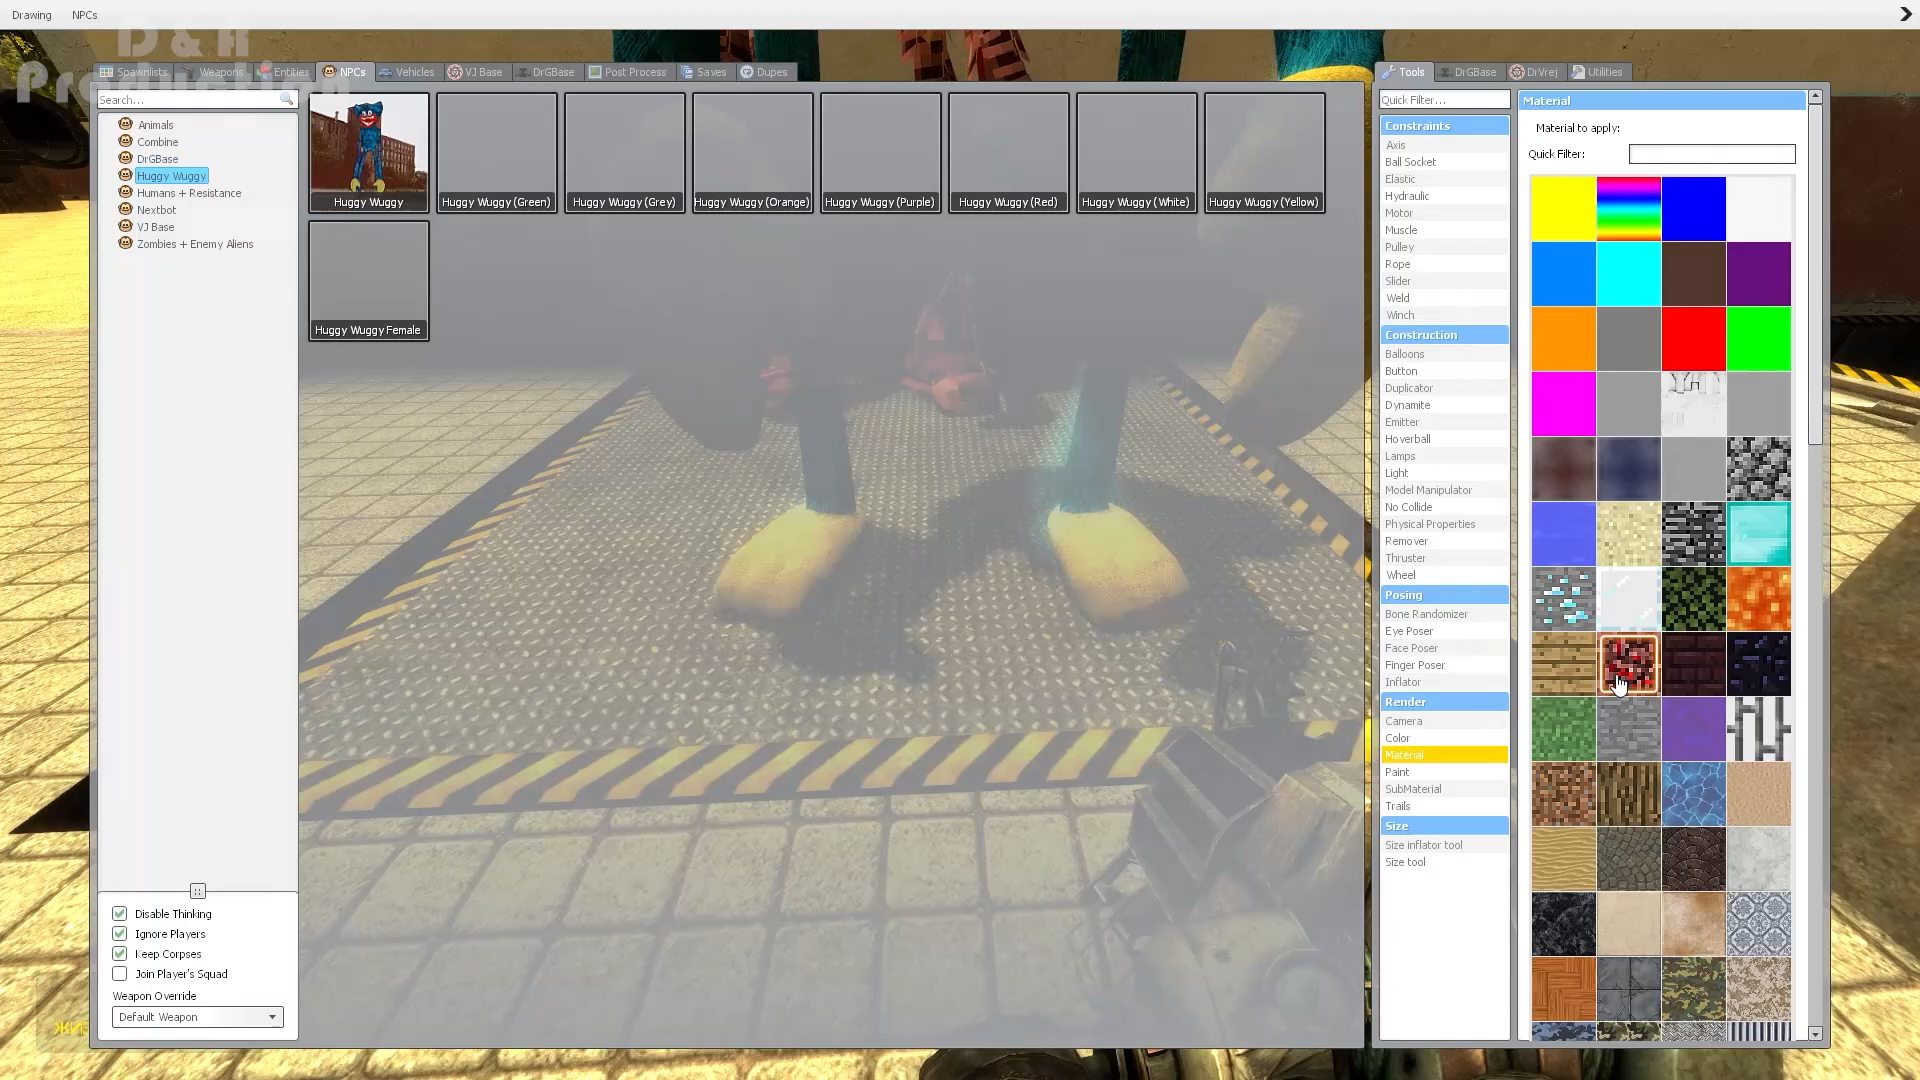 Drawing NPCs
D & R
Production
Spawnlists Weapons Entities NPCs Vehicles VJ Base DrGBase Post Process Saves Dupes
Tools DrGBase DrVrej Utilities
Search...
Animals
Combine
DrGBase
Huggy Wuggy
Humans + Resistance
Nextbot
VJ Base
Zombies + Enemy Aliens
Huggy Wuggy
Huggy Wuggy (Green)
Huggy Wuggy (Grey)
Huggy Wuggy (Orange)
Huggy Wuggy (Purple)
Huggy Wuggy (Red)
Huggy Wuggy (White)
Huggy Wuggy (Yellow)
Huggy Wuggy Female
Disable Thinking
Ignore Players
Keep Corpses
Join Player's Squad
Weapon Override
Default Weapon
Quick Filter...
Constraints
Axis
Ball Socket
Elastic
Hydraulic
Motor
Muscle
Pulley
Rope
Slider
Weld
Winch
Construction
Balloons
Button
Duplicator
Dynamite
Emitter
Hoverball
Lamps
Light
Model Manipulator
No Collide
Physical Properties
Remover
Thruster
Wheel
Posing
Bone Randomizer
Eye Poser
Face Poser
Finger Poser
Inflator
Render
Camera
Color
Material
Paint
SubMaterial
Trails
Size
Size inflator tool
Size tool
Material
Material to apply:
Quick Filter: